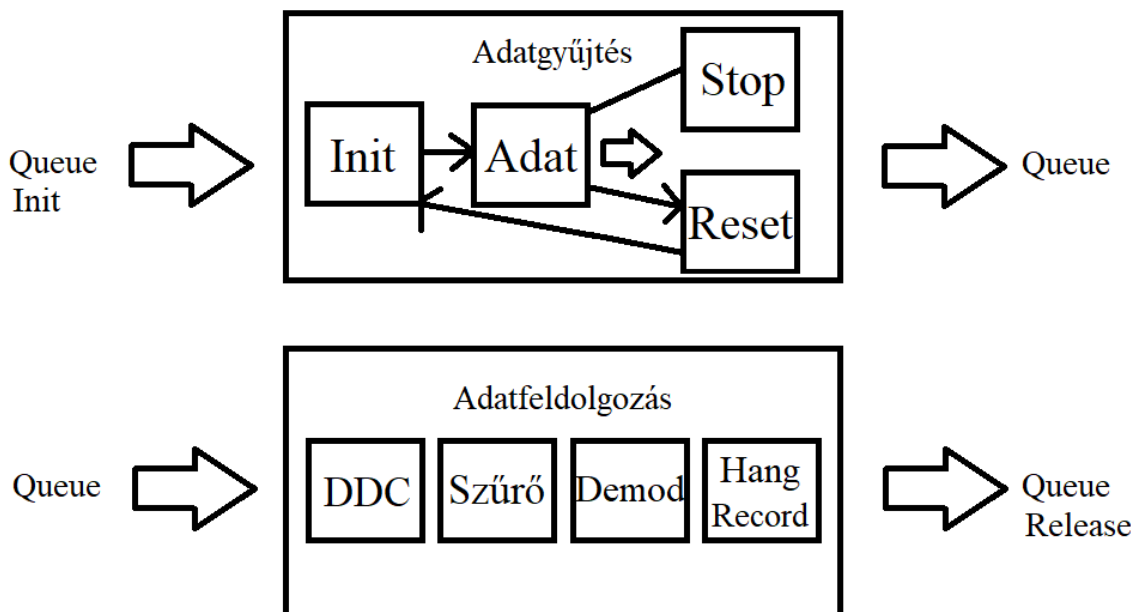 Adatgyűjtés
Queue
Init
Init
Adat
Stop
Reset
Queue
Adatfeldolgozás
Queue
DDC
Szűrő
Demod
Hang
Record
Queue
Release